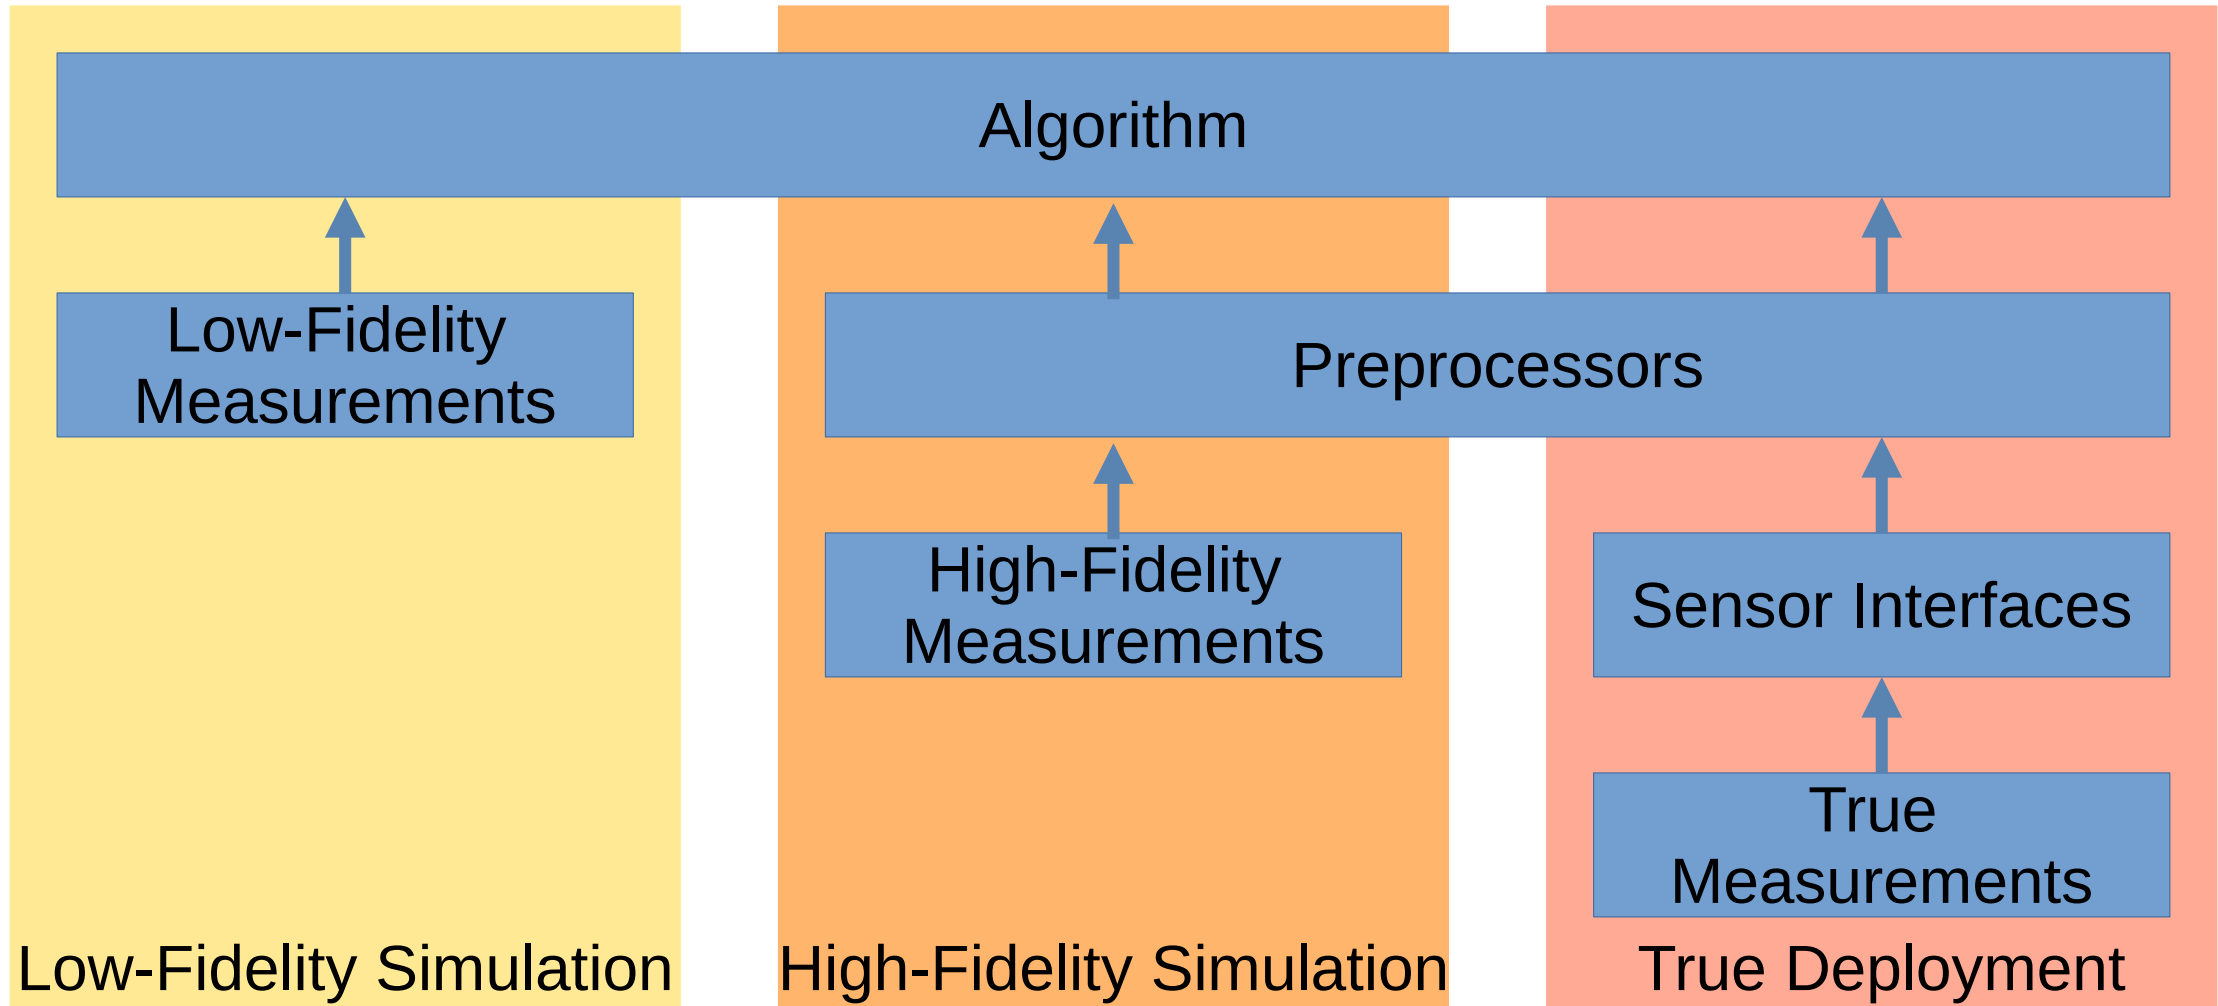 Algorithm
Low-Fidelity
Measurements
Preprocessors
High-Fidelity
Measurements
Sensor Interfaces
True
Measurements
Low-Fidelity Simulation
High-Fidelity Simulation
True Deployment